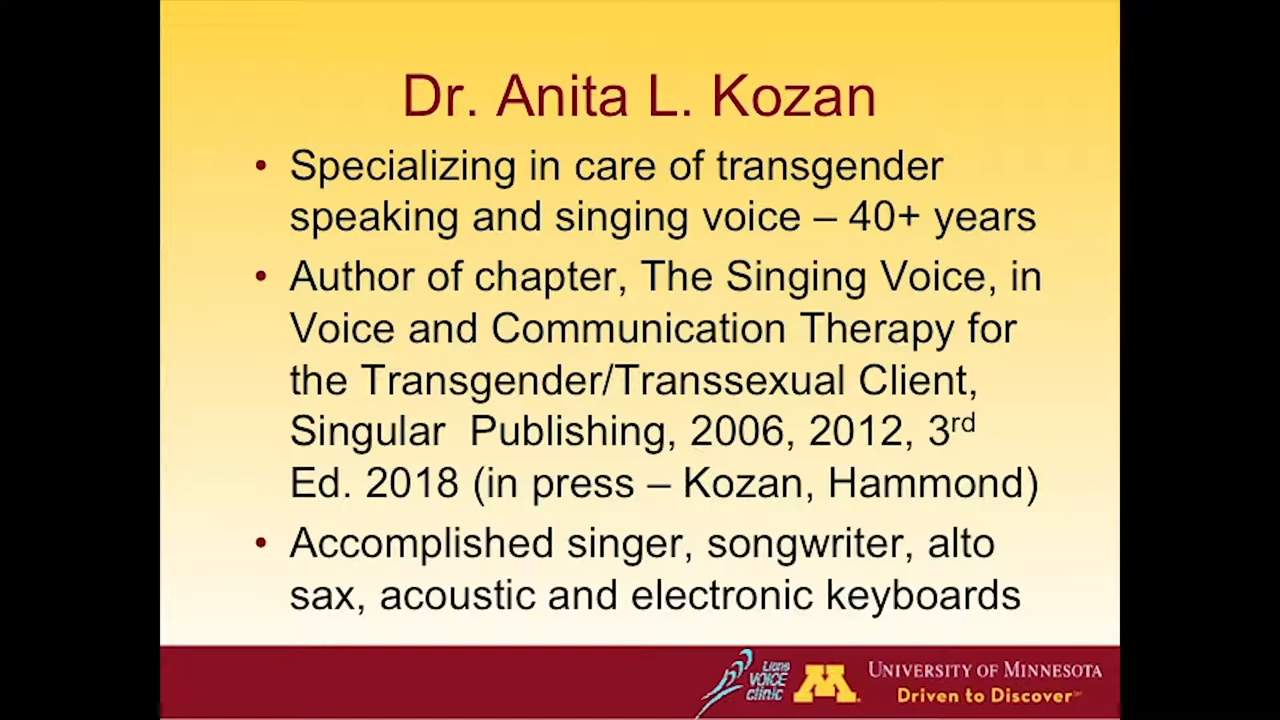 Dr. Anita L. Kozan
• Specializing in care of transgender
speaking and singing voice – 40+ years
• Author of chapter, The Singing Voice, in
Voice and Communication Therapy for
the Transgender/Transsexual Client,
Singular  Publishing, 2006, 2012, 3rd
Ed. 2018 (in press – Kozan, Hammond)
• Accomplished singer, songwriter, alto
sax, acoustic and electronic keyboards
Lions
VOICE
clinic
M
UNIVERSITY OF MINNESOTA
Driven to Discover℠